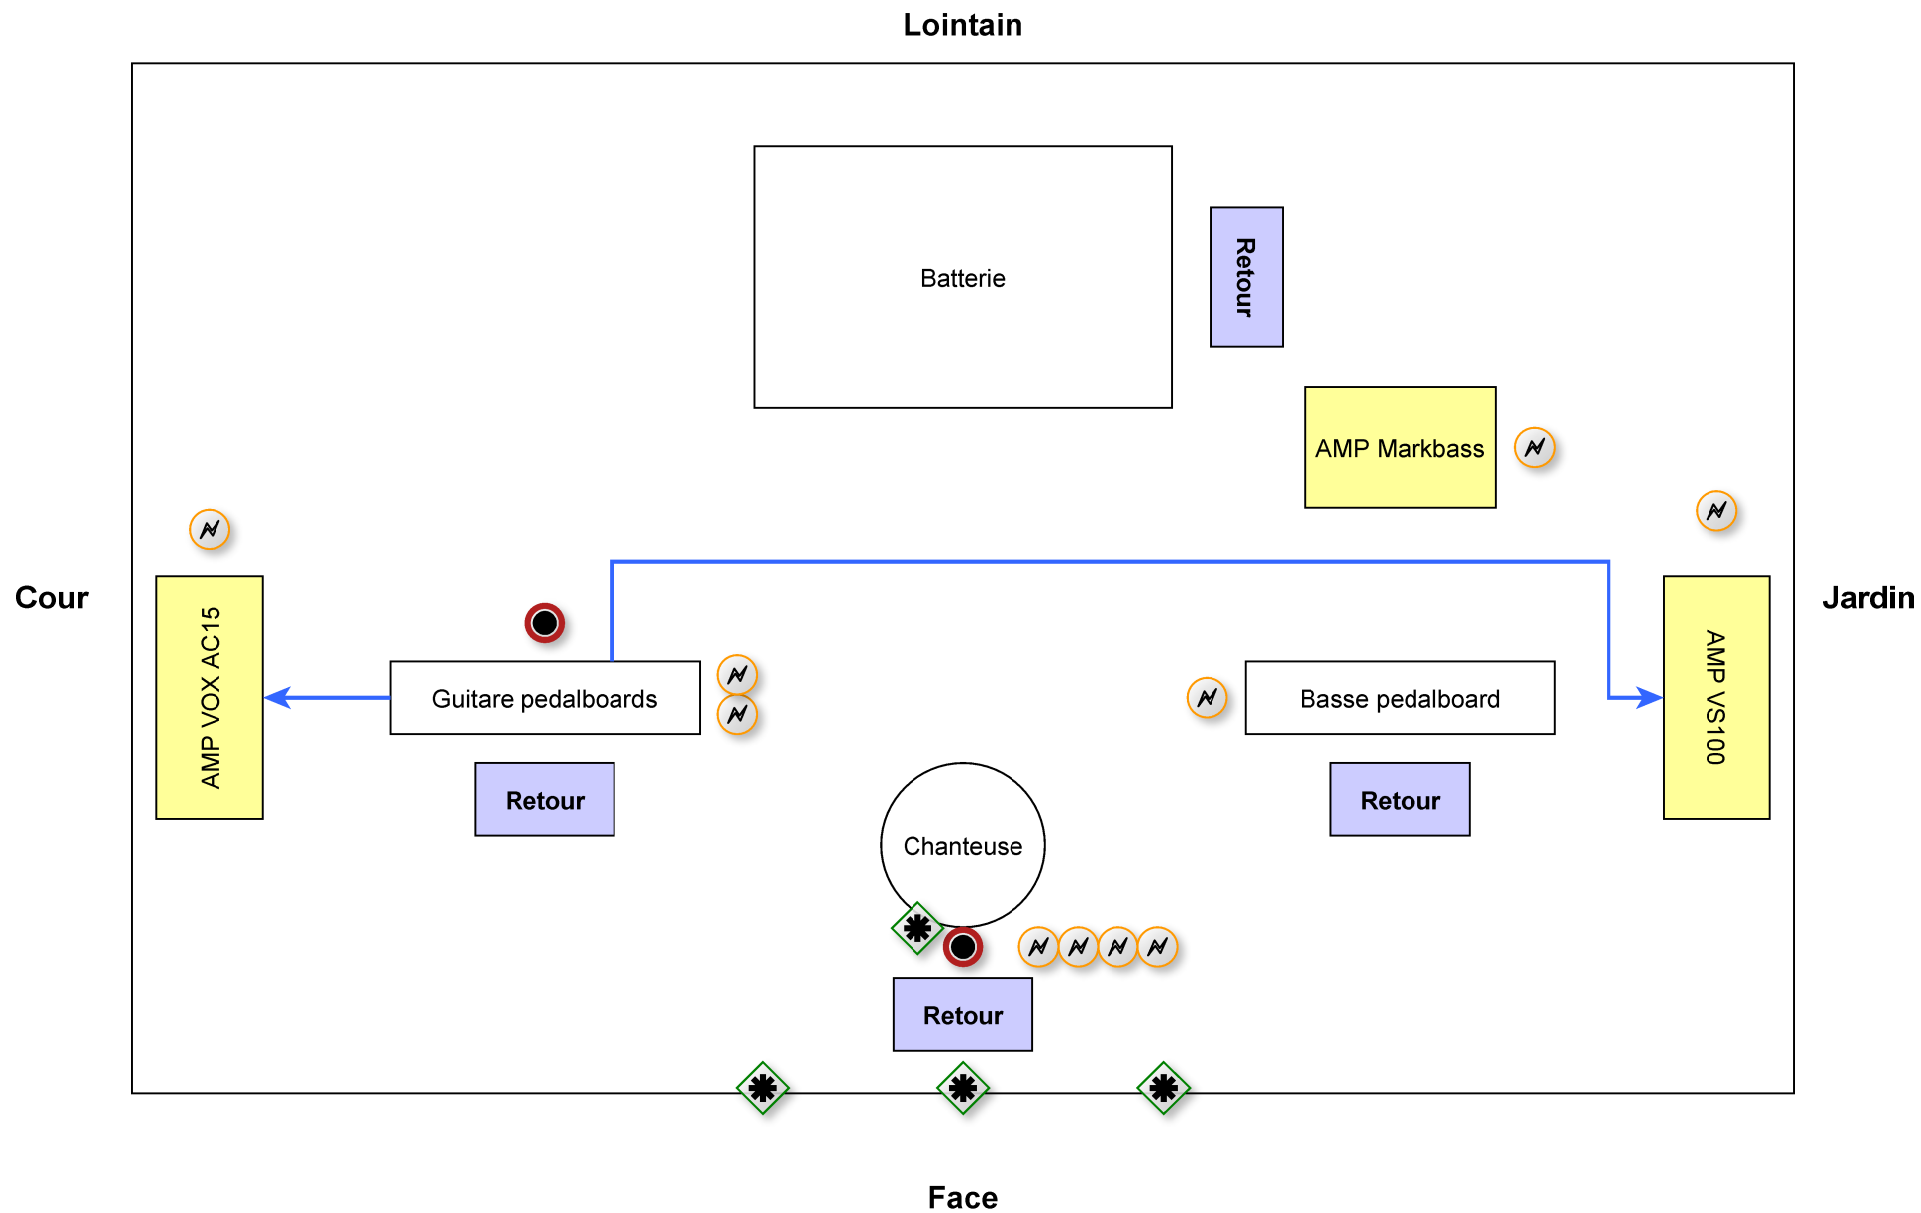 Lointain
Batterie
Retour
AMP Markbass
Cour
Jardin
AMP VOX AC15
Guitare pedalboards
Basse pedalboard
AMP VS100
Retour
Retour
Chanteuse
Retour
Face